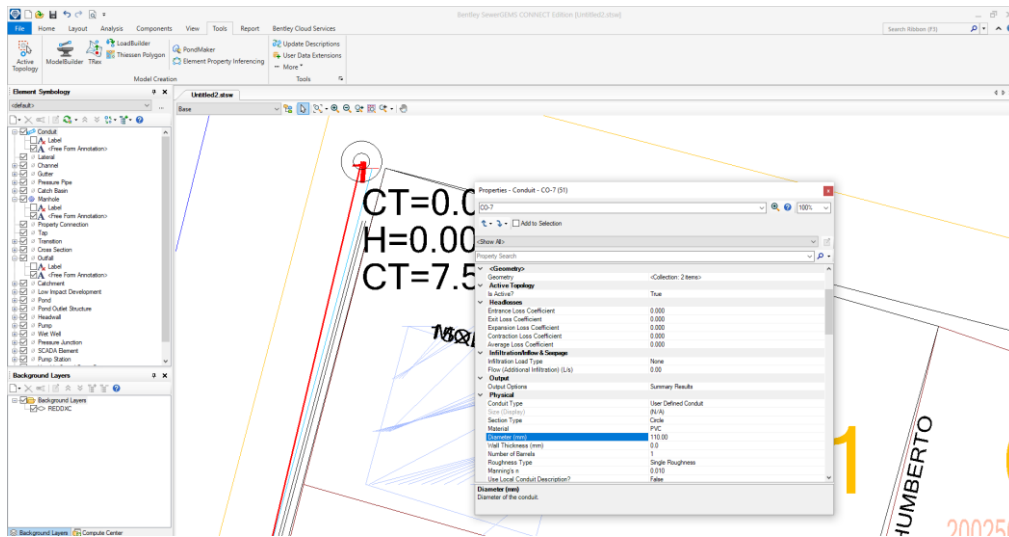 Bentley SewerGEMS CONNECT Edition [Untitled2.stsw]
File Home Layout Analysis Components View Tools Report Bentley Cloud Services
Search Ribbon (F3)
Active Topology
ModelBuilder
TRex
LoadBuilder
Thiessen Polygon
PondMaker
Element Property Inferencing
Model Creation
Update Descriptions
User Data Extensions
More
Tools
Element Symbology
<default>
Conduit
Label
<Free Form Annotation>
Lateral
Channel
Gutter
Pressure Pipe
Catch Basin
Manhole
Label
<Free Form Annotation>
Property Connection
Tap
Transition
Cross Section
Outfall
Label
<Free Form Annotation>
Catchment
Low Impact Development
Pond
Pond Outlet Structure
Headwall
Pump
Wet Well
Pressure Junction
SCADA Element
Pump Station
Background Layers
Background Layers
REDDXC
Background Layers Compute Center
Untitled2.stsw
Base
1
CT=0.0
H=0.00
CT=7.5
Properties - Conduit - CO-7 (51)
CO-7
100%
Add to Selection
<Show All>
Property Search
<Geometry>
Geometry <Collection: 2 items>
Active Topology
Is Active? True
Headlosses
Entrance Loss Coefficient 0.000
Exit Loss Coefficient 0.000
Expansion Loss Coefficient 0.000
Contraction Loss Coefficient 0.000
Average Loss Coefficient 0.000
Infiltration/Inflow & Seepage
Infiltration Load Type None
Flow (Additional Infiltration) (L/s) 0.00
Output
Output Options Summary Results
Physical
Conduit Type User Defined Conduit
Size (Display) (N/A)
Section Type Circle
Material PVC
Diameter (mm) 110.00
Wall Thickness (mm) 0.0
Number of Barrels 1
Roughness Type Single Roughness
Manning's n 0.010
Use Local Conduit Description? False
Diameter (mm)
Diameter of the conduit.
1
HUMBERTO
200250